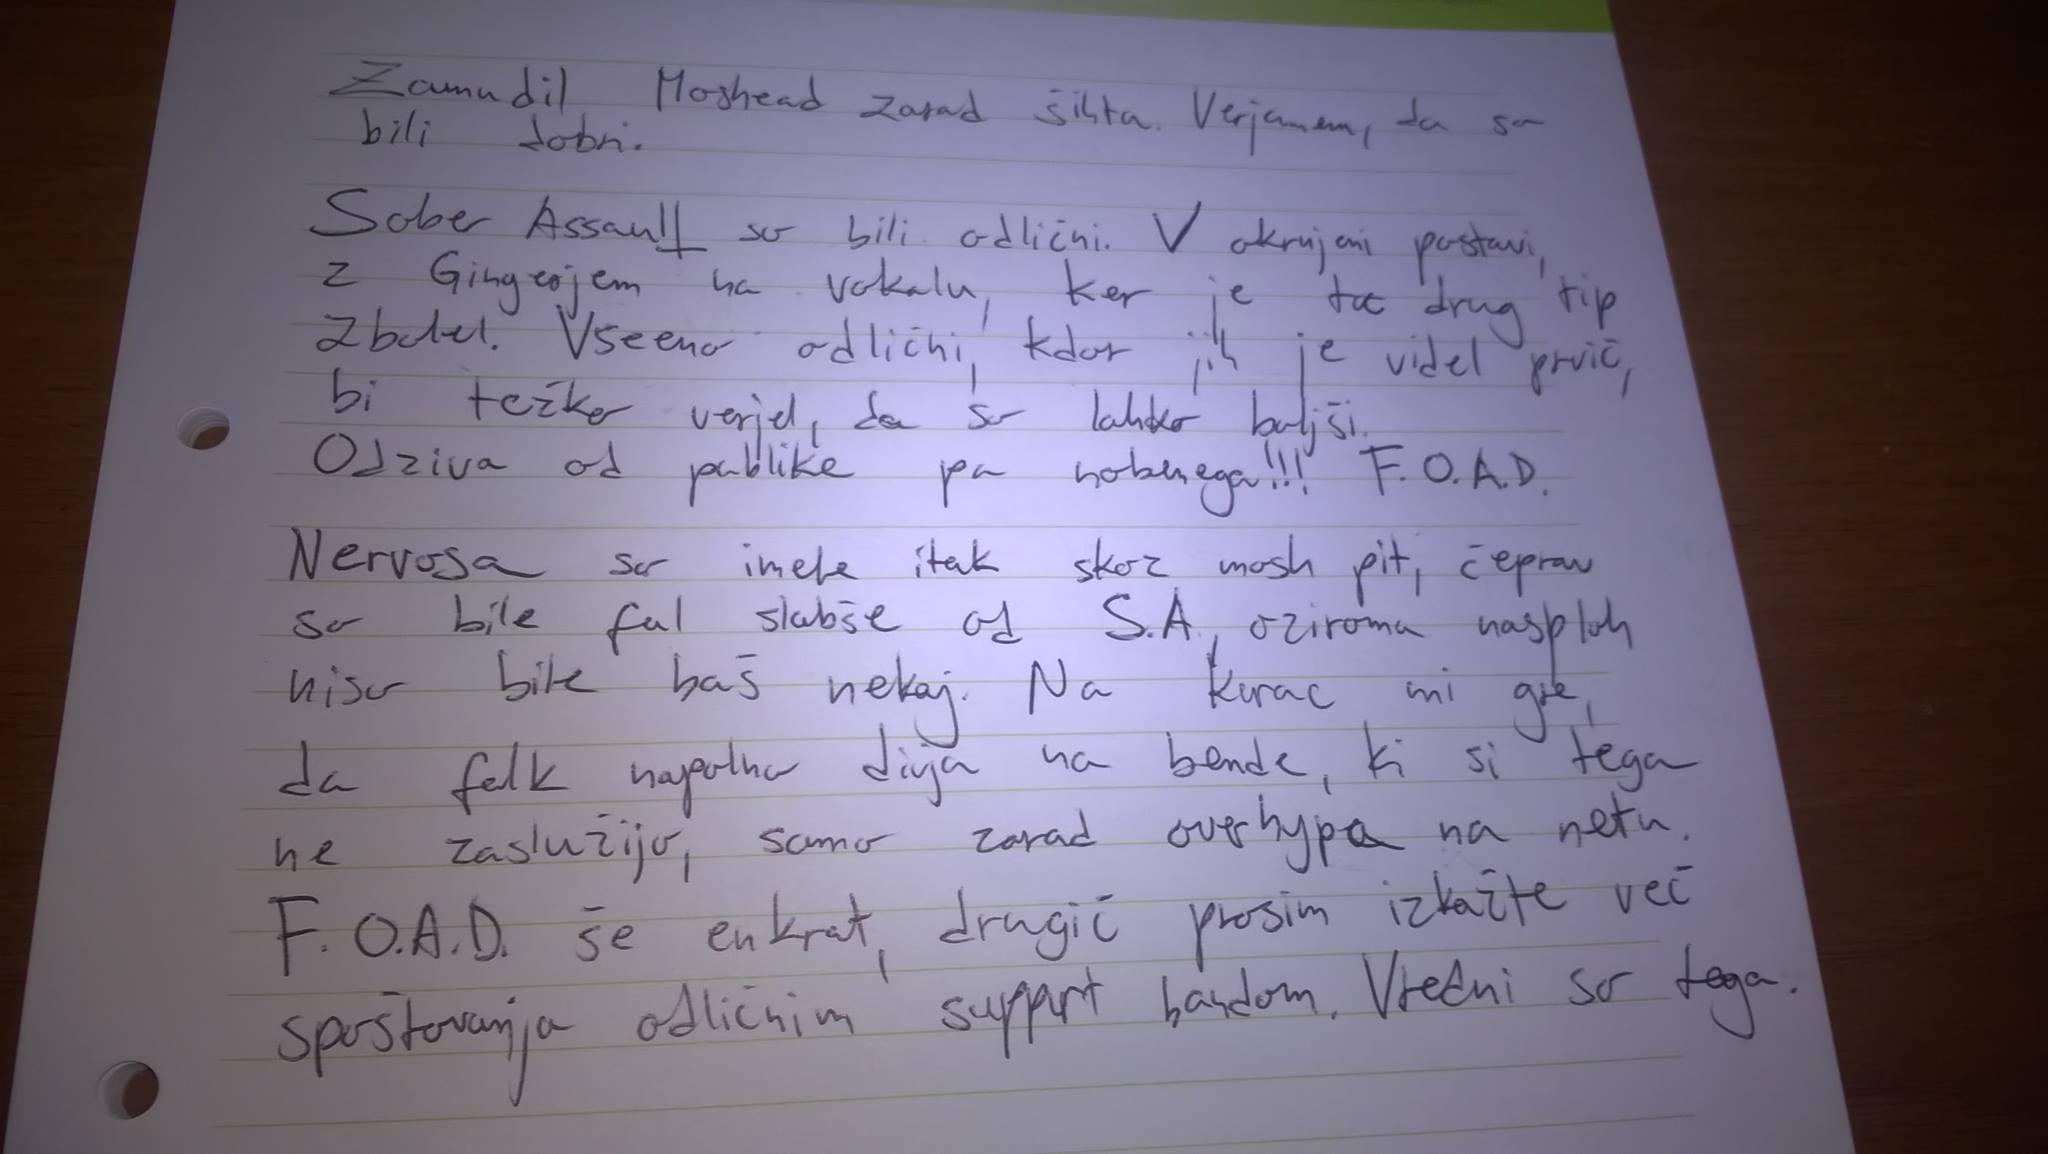 Zamudil Moshead zarad šihta. Verjamem, da so
bili dobri.
Sober Assault so bili odlični. V okrnjeni postavi,
z Gingerjem na vokalu, ker je ta drug tip
zbolel. Vseeno odlični, kdor jih je videl prvič,
bi težko verjel, da so lahko boljši.
Odziva od publike pa nobenega!!! F.O.A.D.
Nervosa so imele itak skoz mosh pit, čeprav
so bile ful slabše od S.A., oziroma nasploh
niso bile baš nekaj. Na kurac mi gre,
da folk napolno divja na bende, ki si tega
ne zaslužijo, samo zarad overhypa na netu.
F.O.A.D. še enkrat, drugič prosim izkažte več
spoštovanja odličnim support bandom. Vredni so tega.